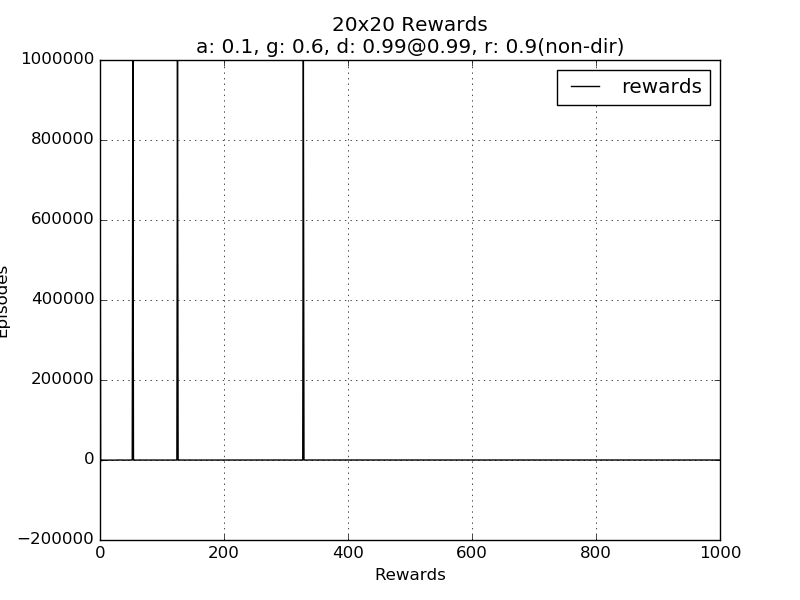 20x20 Rewards
a: 0.1, g: 0.6, d: 0.99@0.99, r: 0.9(non-dir)
rewards
1000000
800000
600000
400000
200000
0
−200000
Episodes
0 200 400 600 800 1000
Rewards